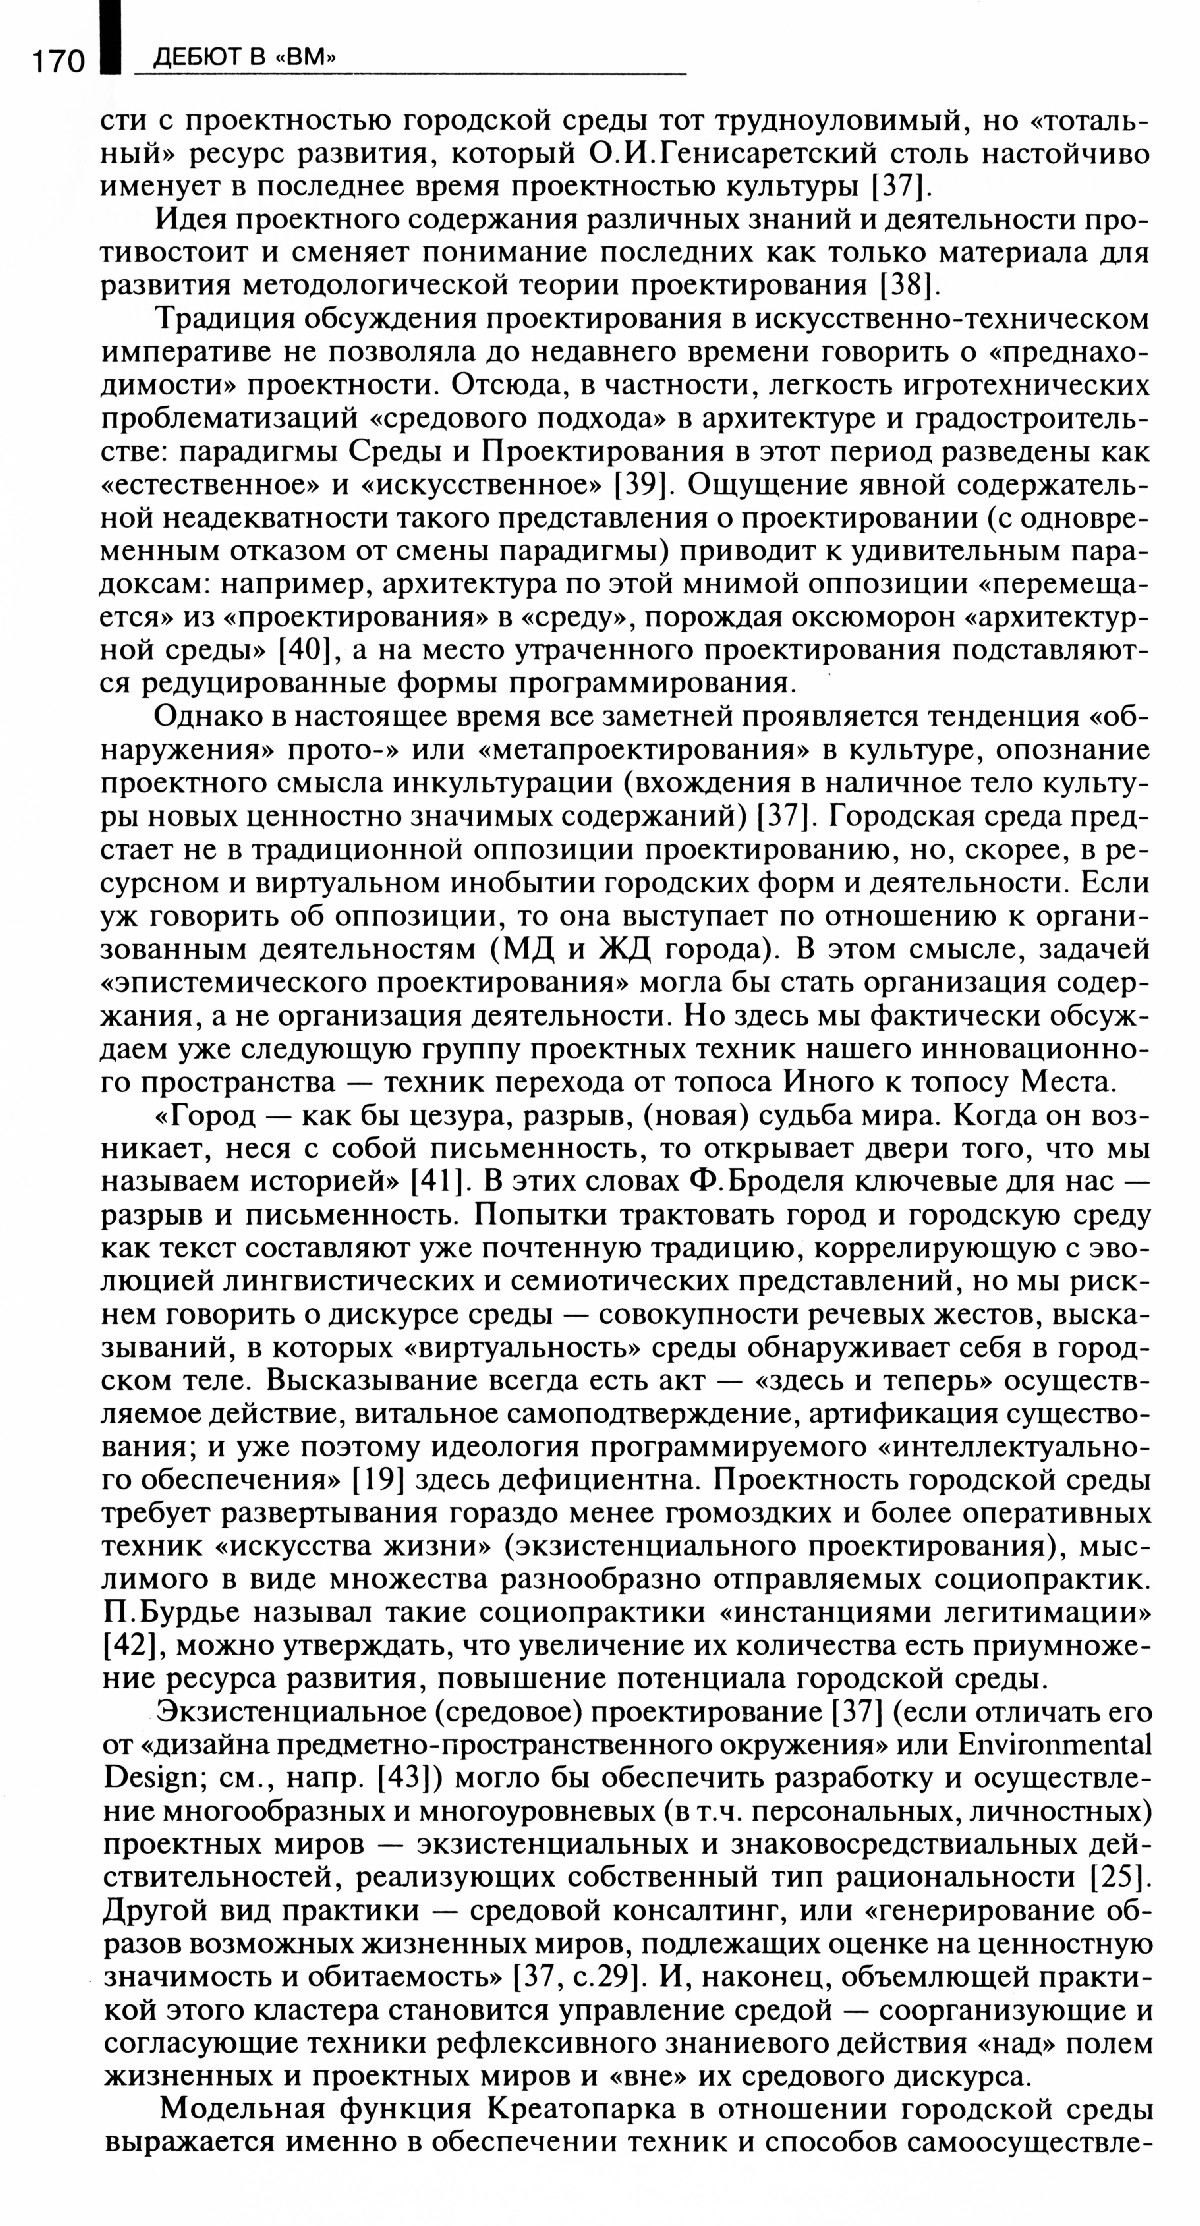 170 ДЕБЮТ В «ВМ»
сти с проектностью городской среды тот трудноуловимый, но «тоталь-
ный» ресурс развития, который О.И.Генисаретский столь настойчиво
именует в последнее время проектностью культуры [37].
Идея проектного содержания различных знаний и деятельности про-
тивостоит и сменяет понимание последних как только материала для
развития методологической теории проектирования [38].
Традиция обсуждения проектирования в искусственно-техническом
императиве не позволяла до недавнего времени говорить о «преднахо-
димости» проектности. Отсюда, в частности, легкость игротехнических
проблематизаций «средового подхода» в архитектуре и градостроитель-
стве: парадигмы Среды и Проектирования в этот период разведены как
«естественное» и «искусственное» [39]. Ощущение явной содержатель-
ной неадекватности такого представления о проектировании (с одновре-
менным отказом от смены парадигмы) приводит к удивительным пара-
доксам: например, архитектура по этой мнимой оппозиции «перемеща-
ется» из «проектирования» в «среду», порождая оксюморон «архитектур-
ной среды» [40], а на место утраченного проектирования подставляют-
ся редуцированные формы программирования.
Однако в настоящее время все заметней проявляется тенденция «об-
наружения» прото-» или «метапроектирования» в культуре, опознание
проектного смысла инкультурации (вхождения в наличное тело культу-
ры новых ценностно значимых содержаний) [37]. Городская среда пред-
стает не в традиционной оппозиции проектированию, но, скорее, в ре-
сурсном и виртуальном инобытии городских форм и деятельности. Если
уж говорить об оппозиции, то она выступает по отношению к органи-
зованным деятельностям (МД и ЖД города). В этом смысле, задачей
«эпистемического проектирования» могла бы стать организация содер-
жания, а не организация деятельности. Но здесь мы фактически обсуж-
даем уже следующую группу проектных техник нашего инновационно-
го пространства — техник перехода от топоса Иного к топосу Места.
«Город — как бы цезура, разрыв, (новая) судьба мира. Когда он воз-
никает, неся с собой письменность, то открывает двери того, что мы
называем историей» [41]. В этих словах Ф.Броделя ключевые для нас —
разрыв и письменность. Попытки трактовать город и городскую среду
как текст составляют уже почтенную традицию, коррелирующую с эво-
люцией лингвистических и семиотических представлений, но мы риск-
нем говорить о дискурсе среды — совокупности речевых жестов, выска-
зываний, в которых «виртуальность» среды обнаруживает себя в город-
ском теле. Высказывание всегда есть акт — «здесь и теперь» осуществ-
ляемое действие, витальное самоподтверждение, артификация существо-
вания; и уже поэтому идеология программируемого «интеллектуально-
го обеспечения» [19] здесь дефициентна. Проектность городской среды
требует развертывания гораздо менее громоздких и более оперативных
техник «искусства жизни» (экзистенциального проектирования), мыс-
лимого в виде множества разнообразно отправляемых социопрактик.
П.Бурдье называл такие социопрактики «инстанциями легитимации»
[42], можно утверждать, что увеличение их количества есть приумноже-
ние ресурса развития, повышение потенциала городской среды.
Экзистенциальное (средовое) проектирование [37] (если отличать его
от «дизайна предметно-пространственного окружения» или Environmental
Design; см., напр. [43]) могло бы обеспечить разработку и осуществле-
ние многообразных и многоуровневых (в т.ч. персональных, личностных)
проектных миров — экзистенциальных и знаковосредствиальных дей-
ствительностей, реализующих собственный тип рациональности [25].
Другой вид практики — средовой консалтинг, или «генерирование об-
разов возможных жизненных миров, подлежащих оценке на ценностную
значимость и обитаемость» [37, с.29]. И, наконец, объемлющей практи-
кой этого кластера становится управление средой — соорганизующие и
согласующие техники рефлексивного знаниевого действия «над» полем
жизненных и проектных миров и «вне» их средового дискурса.
Модельная функция Креатопарка в отношении городской среды
выражается именно в обеспечении техник и способов самоосуществле-